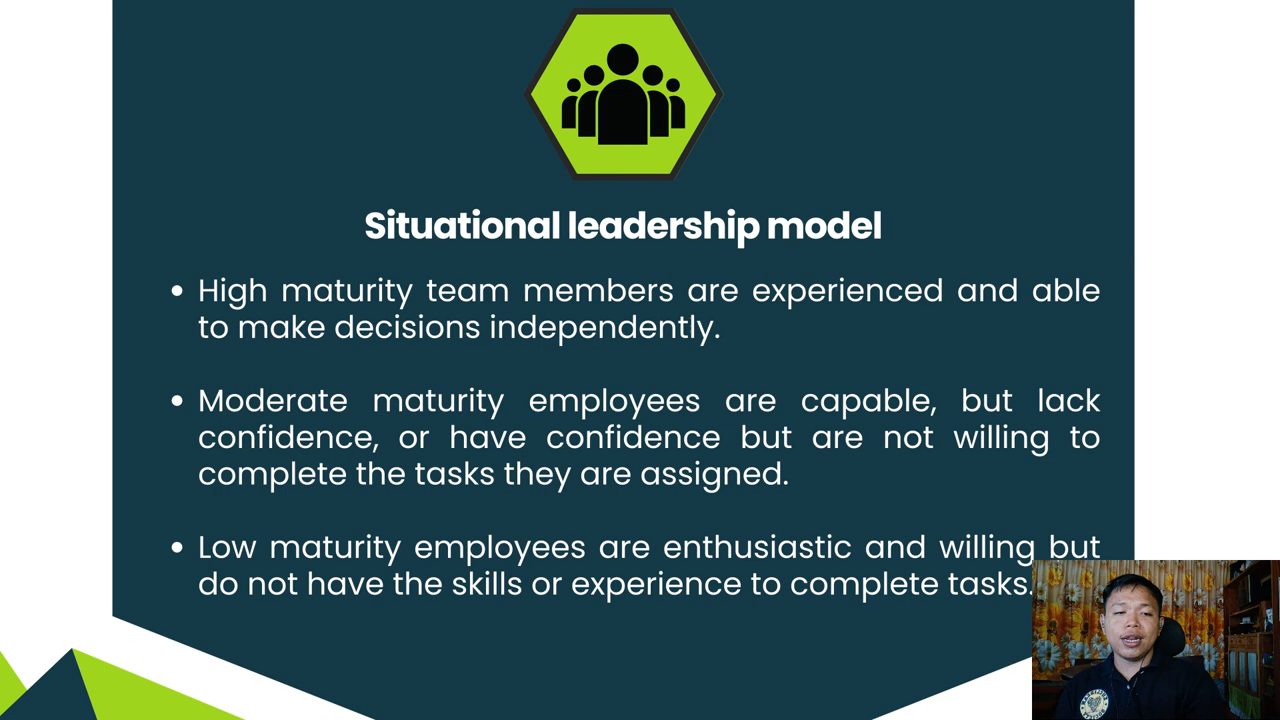 Situational leadership model
• High maturity team members are experienced and able
to make decisions independently.
• Moderate maturity employees are capable, but lack
confidence, or have confidence but are not willing to
complete the tasks they are assigned.
• Low maturity employees are enthusiastic and willing but
do not have the skills or experience to complete tasks.